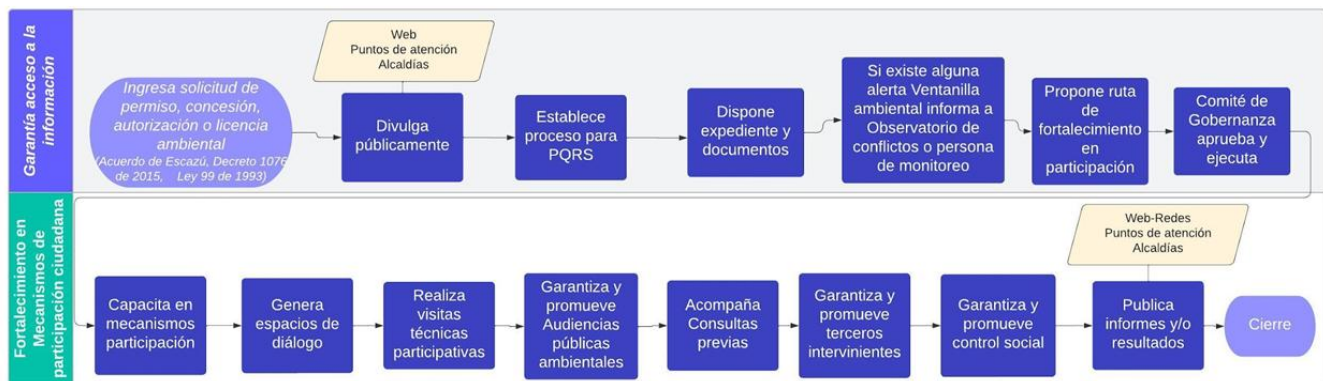 Garantía acceso a la
información
Web
Puntos de atención
Alcaldías
Ingresa solicitud de
permiso, concesión,
autorización o licencia
ambiental
(Acuerdo de Escazú, Decreto 1076
de 2015, Ley 99 de 1993)
Divulga
públicamente
Establece
proceso para
PQRS
Dispone
expediente y
documentos
Si existe alguna
alerta Ventanilla
ambiental informa a
Observatorio de
conflictos o persona
de monitoreo
Propone ruta de
fortalecimiento
en
participación
Comité de
Gobernanza
aprueba y
ejecuta
Fortalecimiento en
Mecanismos de
participación ciudadana
Capacita en
mecanismos
participación
Genera
espacios de
diálogo
Realiza
visitas
técnicas
participativas
Garantiza y
promueve
Audiencias
públicas
ambientales
Acompaña
Consultas
previas
Garantiza y
promueve
terceros
intervinientes
Garantiza y
promueve
control social
Web-Redes
Puntos de atención
Alcaldías
Publica
informes y/o
resultados
Cierre